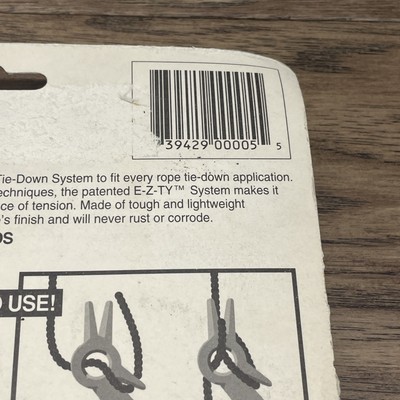 39429 00005 5
Tie-Down System to fit every rope tie-down application.
echniques, the patented E-Z-TY™ System makes it
ce of tension. Made of tough and lightweight
e's finish and will never rust or corrode.
DS
O USE!